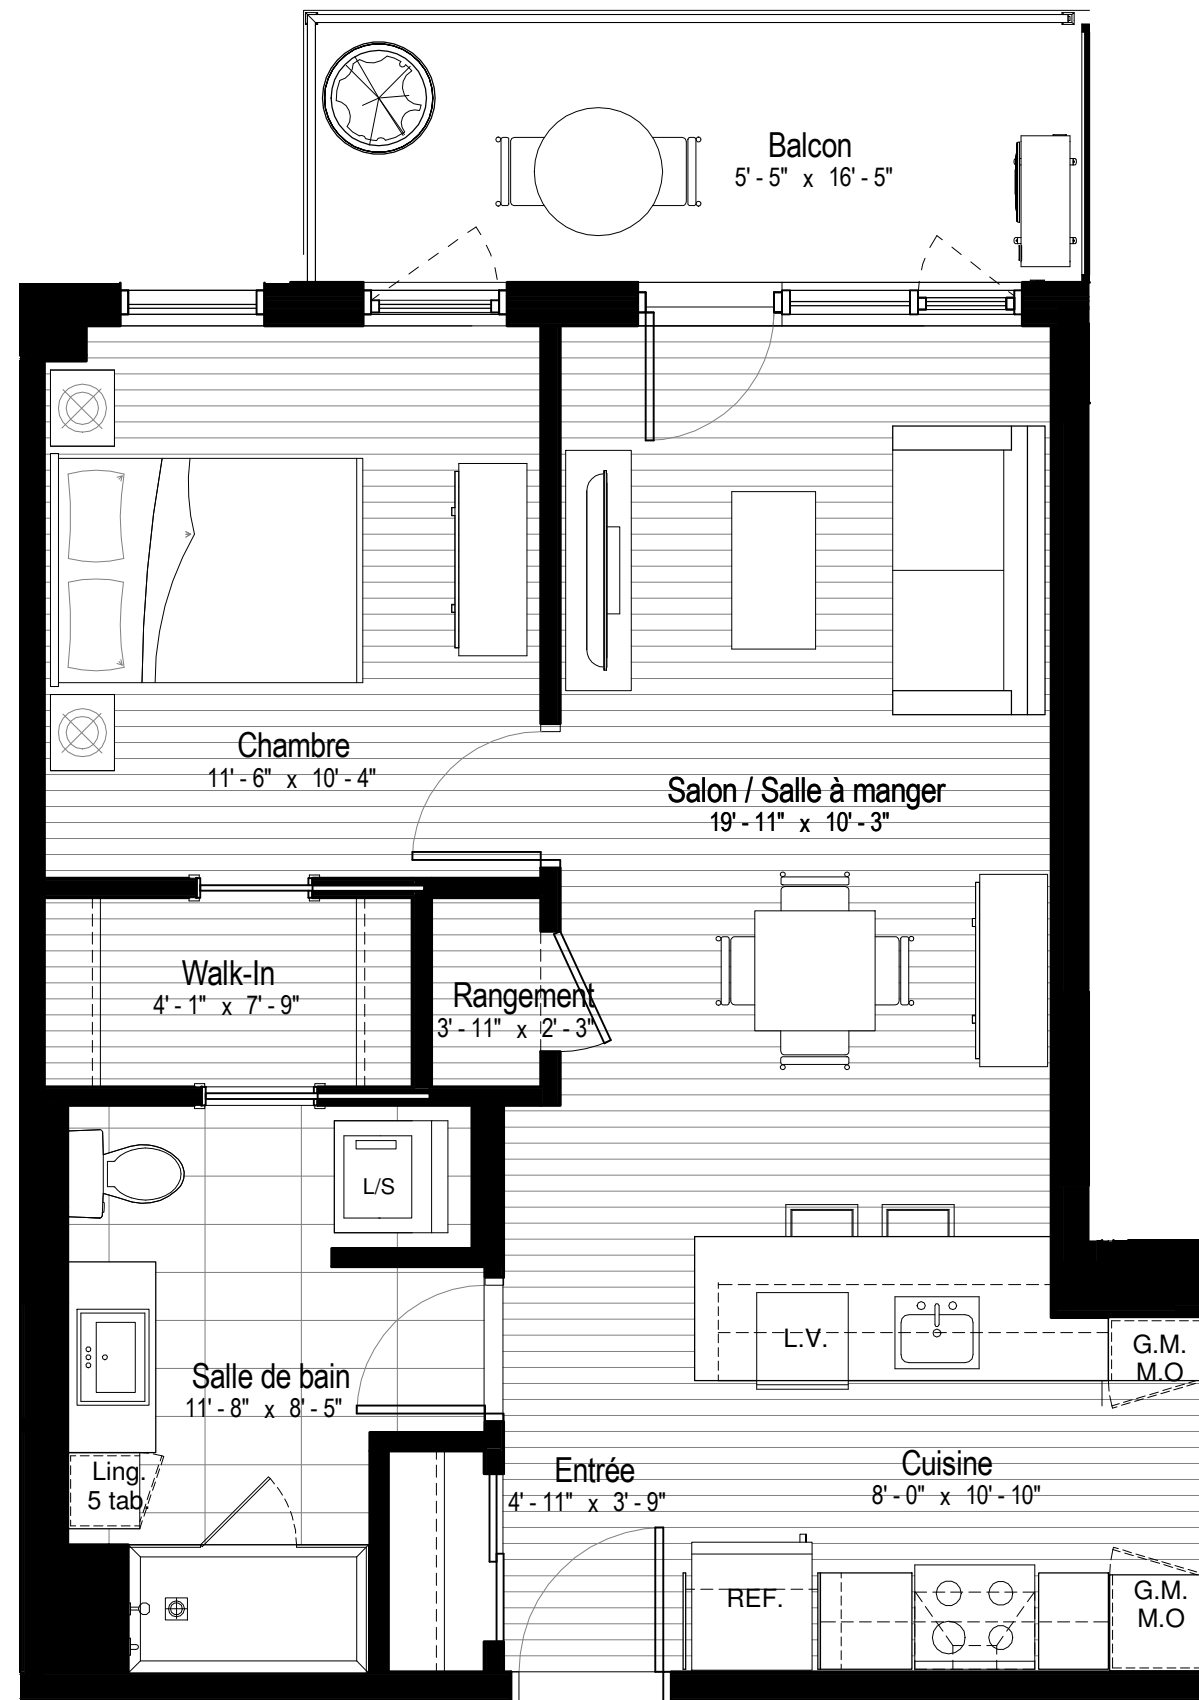 Balcon
5' - 5" x 16' - 5"
Chambre
11' - 6" x 10' - 4"
Salon / Salle à manger
19' - 11" x 10' - 3"
Walk-In
4' - 1" x 7' - 9"
Rangement
3' - 11" x 2' - 3"
L/S
L.V.
G.M.
M.O
Salle de bain
11' - 8" x 8' - 5"
Ling.
5 tab.
Entrée
4' - 11" x 3' - 9"
Cuisine
8' - 0" x 10' - 10"
REF.
G.M.
M.O